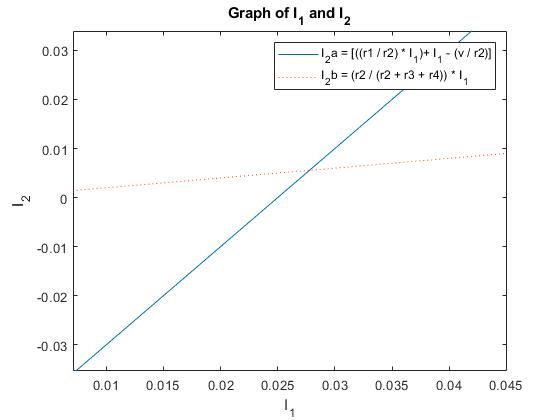 Graph of I1 and I2
I2a = [((r1 / r2) * I1)+ I1 - (v / r2)]
I2b = (r2 / (r2 + r3 + r4)) * I1
0.03
0.02
0.01
0
-0.01
-0.02
-0.03
I2
0.01 0.015 0.02 0.025 0.03 0.035 0.04 0.045
I1